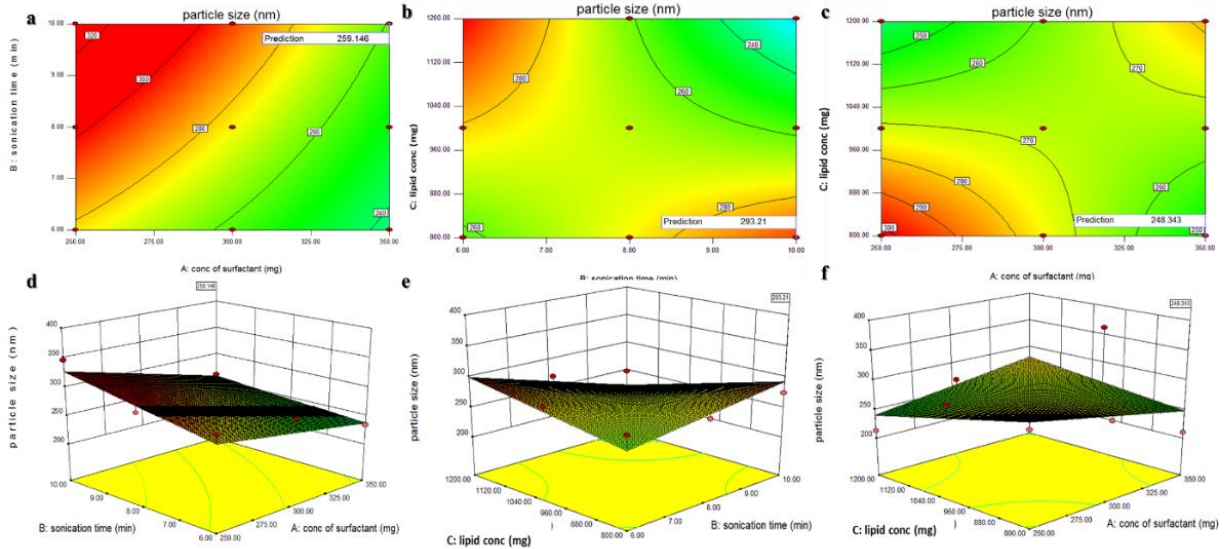 a
particle size (nm)
Prediction 259.146
320
300
280
260
240
B: sonication time (min)
10.00
9.00
8.00
7.00
6.00
250.00 275.00 300.00 325.00 350.00
A: conc of surfactant (mg)
b
particle size (nm)
240
280
260
280
260
Prediction 293.21
C: lipid conc (mg)
1200.00
1120.00
1040.00
960.00
880.00
800.00
6.00 7.00 8.00 9.00 10.00
B: sonication time (min)
c
particle size (nm)
250
260
270
270
280
290
300
260
250
Prediction 248.343
C: lipid conc (mg)
1200.00
1120.00
1040.00
960.00
880.00
800.00
250.00 275.00 300.00 325.00 350.00
A: conc of surfactant (mg)
d
259.146
particle size (nm)
400
350
300
250
200
10.00
9.00
8.00
7.00
6.00
250.00
275.00
300.00
325.00
350.00
B: sonication time (min)
A: conc of surfactant (mg)
e
293.21
particle size (nm)
400
350
300
250
200
1200.00
1120.00
1040.00
960.00
880.00
800.00
6.00
7.00
8.00
9.00
10.00
C: lipid conc (mg)
)
B: sonication time (min)
f
248.343
particle size (nm)
400
350
300
250
200
1200.00
1120.00
1040.00
960.00
880.00
250.00
275.00
300.00
325.00
350.00
C: lipid conc (mg)
)
A: conc of surfactant (mg)